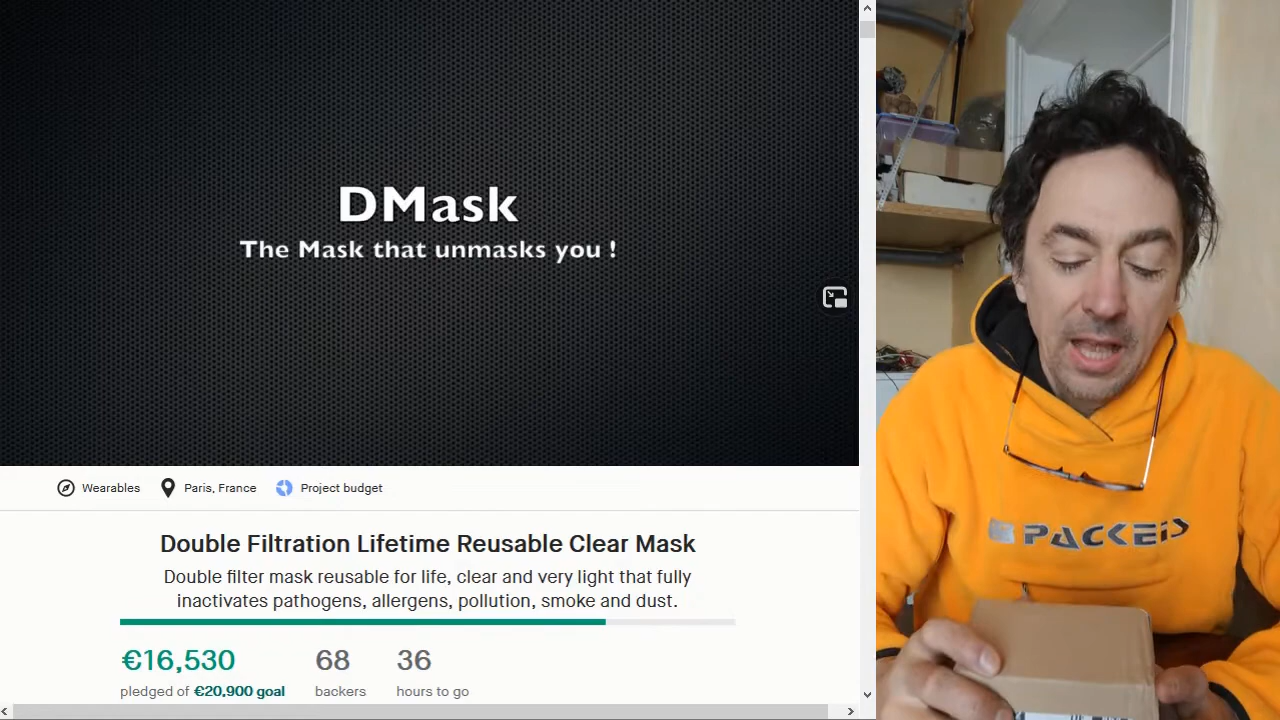 DMask
The Mask that unmasks you !
Wearables Paris, France Project budget
Double Filtration Lifetime Reusable Clear Mask
Double filter mask reusable for life, clear and very light that fully
inactivates pathogens, allergens, pollution, smoke and dust.
€16,530 68 36
pledged of €20,900 goal backers hours to go
PACKERS